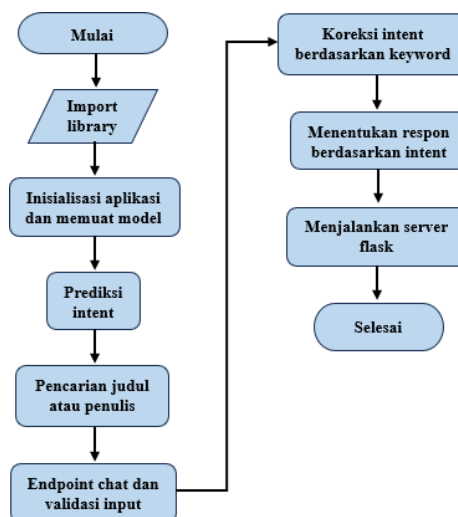 Mulai
Import
library
Inisialisasi aplikasi
dan memuat model
Prediksi
intent
Pencarian judul
atau penulis
Endpoint chat dan
validasi input
Koreksi intent
berdasarkan keyword
Menentukan respon
berdasarkan intent
Menjalankan server
flask
Selesai